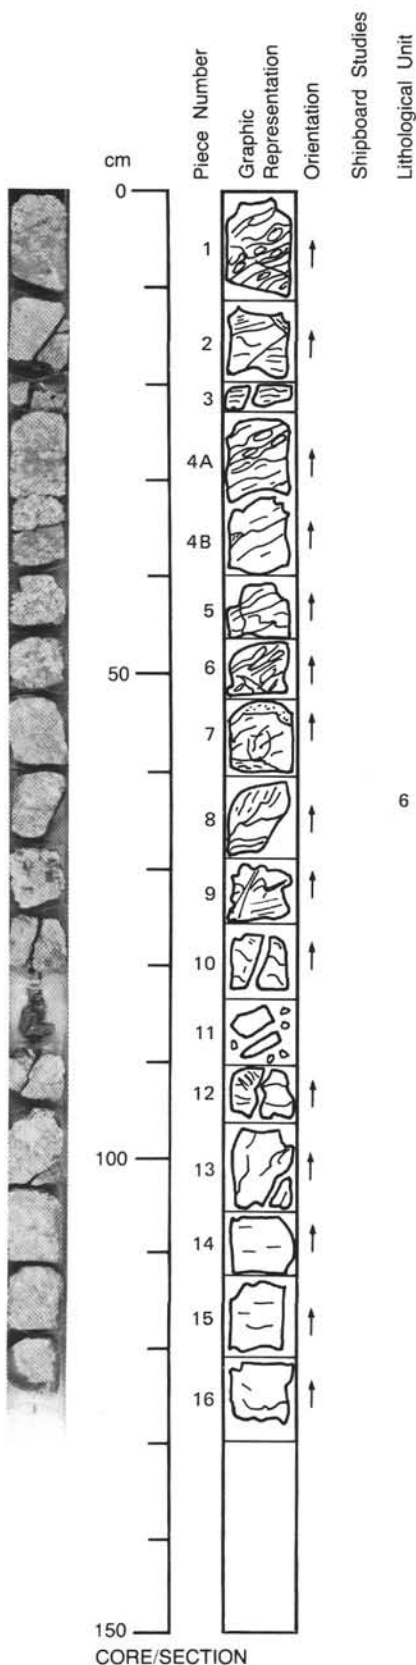 cm
Piece Number
Graphic Representation
Orientation
Shipboard Studies
Lithological Unit
0
1
2
3
4A
4B
5
50
6
7
8
6
9
10
11
12
100
13
14
15
16
150
CORE/SECTION